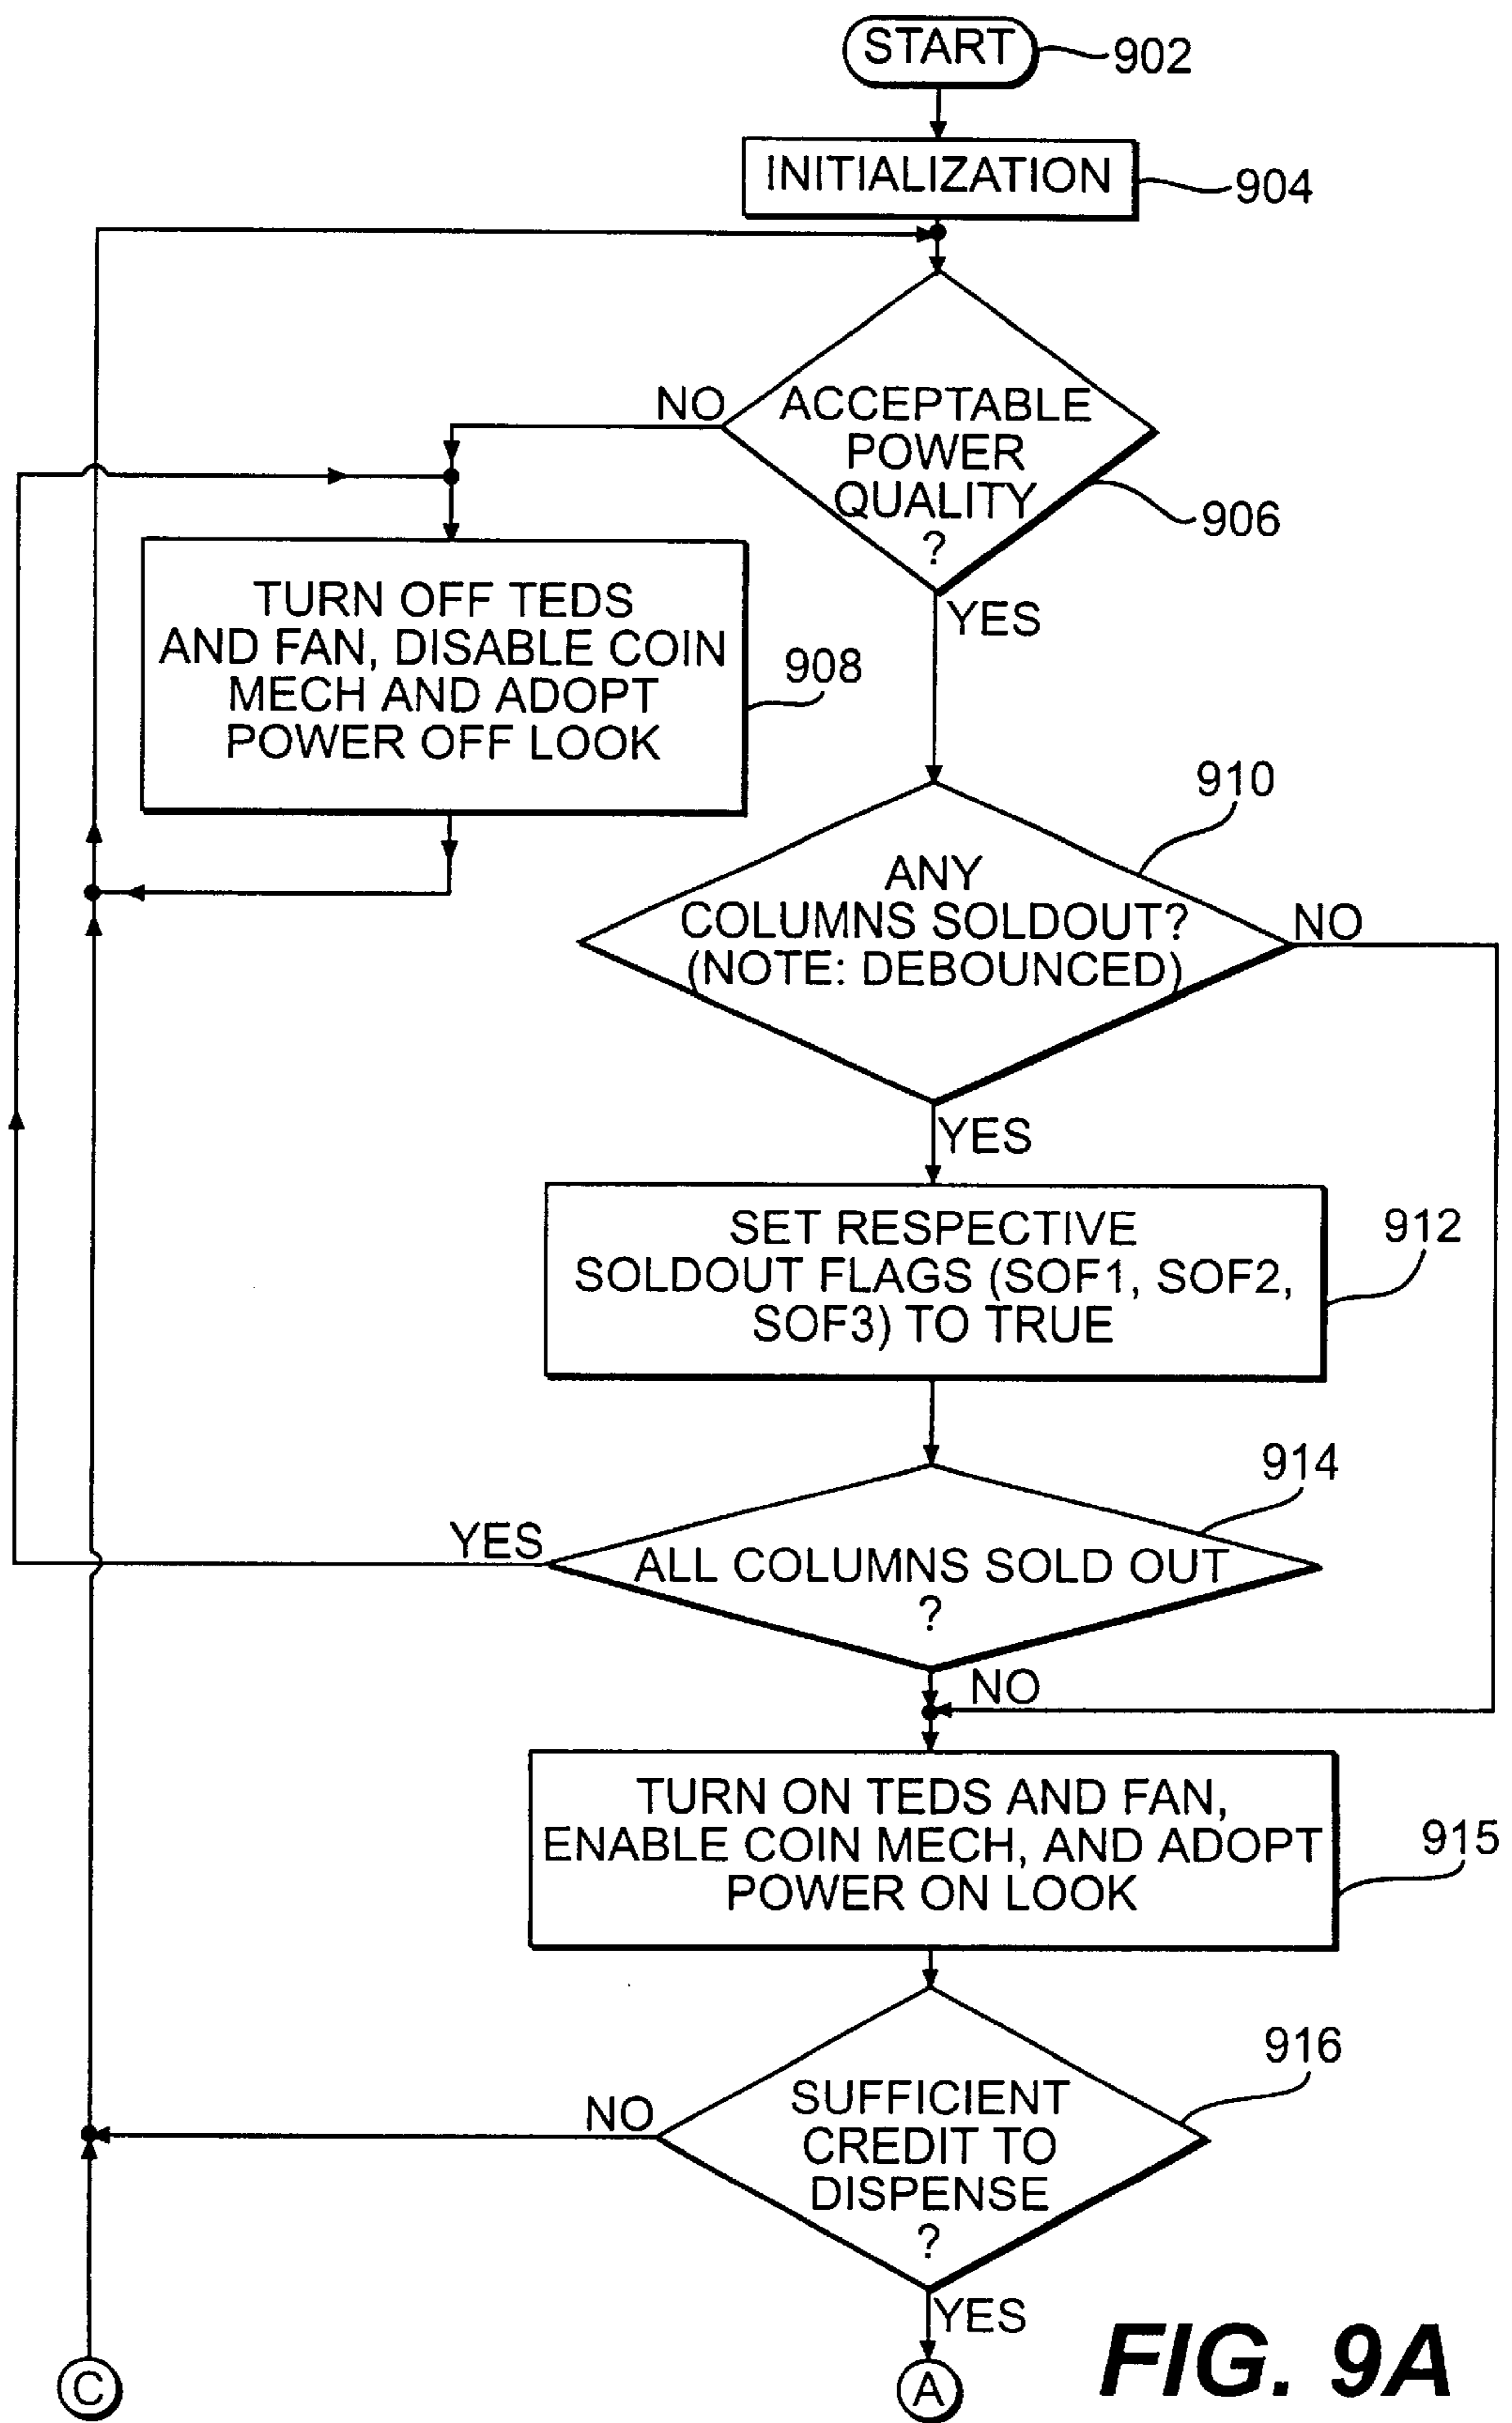 START
902
INITIALIZATION
904
NO
ACCEPTABLE
POWER
QUALITY
?
906
YES
TURN OFF TEDS
AND FAN, DISABLE COIN
MECH AND ADOPT
POWER OFF LOOK
908
910
ANY
COLUMNS SOLDOUT?
(NOTE: DEBOUNCED)
NO
YES
SET RESPECTIVE
SOLDOUT FLAGS (SOF1, SOF2,
SOF3) TO TRUE
912
914
YES
ALL COLUMNS SOLD OUT
?
NO
TURN ON TEDS AND FAN,
ENABLE COIN MECH, AND ADOPT
POWER ON LOOK
915
916
NO
SUFFICIENT
CREDIT TO
DISPENSE
?
YES
C
A
FIG. 9A